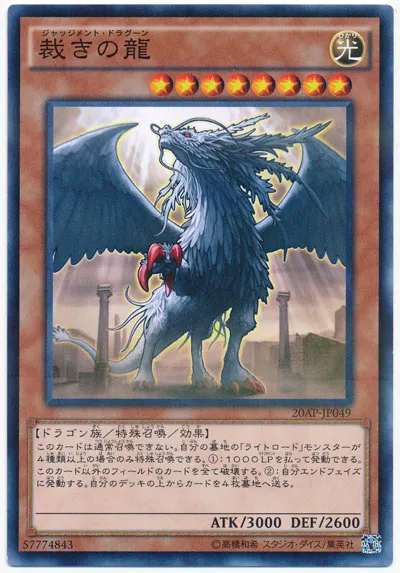 ジャッジメント・ドラグーン
裁きの龍
ひかり
光
20AP-JP049
【ドラゴン族/特殊召喚/効果】
このカードは通常召喚できない。自分の墓地の「ライトロード」モンスターが
4種類以上の場合のみ特殊召喚できる。①:1000LPを払って発動できる。
このカード以外のフィールドのカードを全て破壊する。②:自分エンドフェイズ
に発動する。自分のデッキの上からカードを4枚墓地へ送る。
ATK/3000 DEF/2600
57774843
©高橋和希 スタジオ・ダイス/集英社